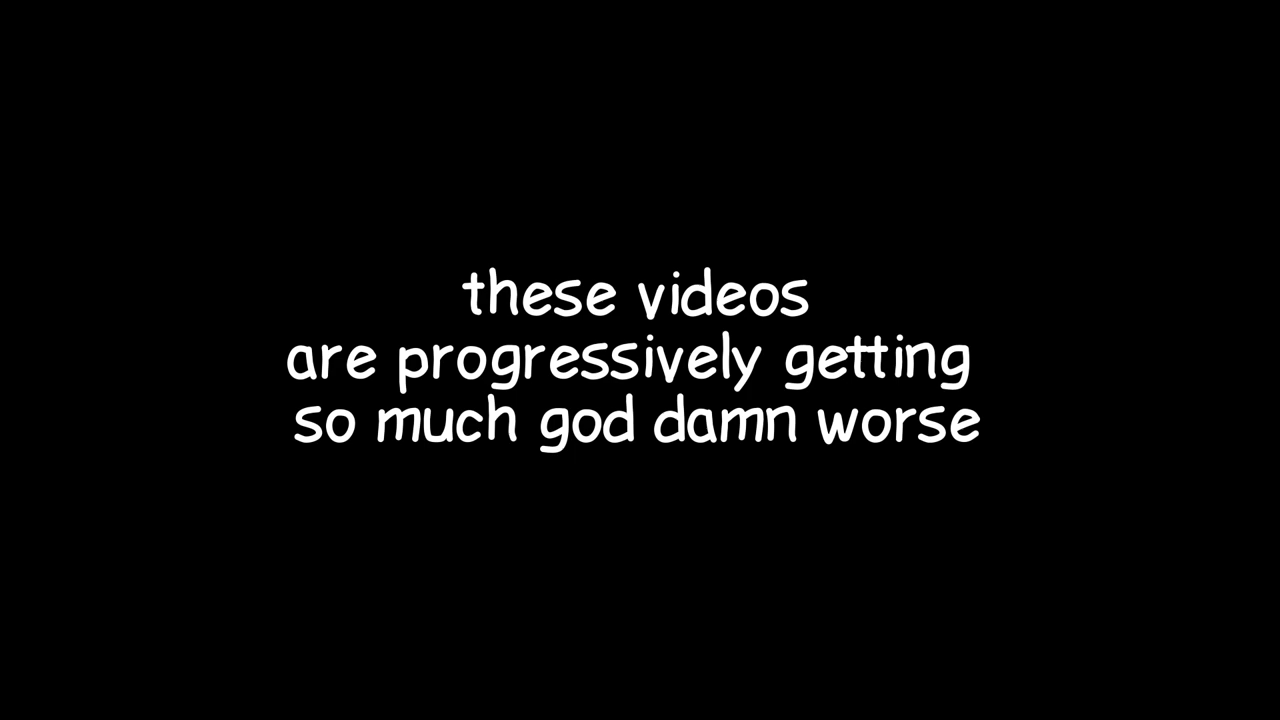 these videos
are progressively getting
so much god damn worse